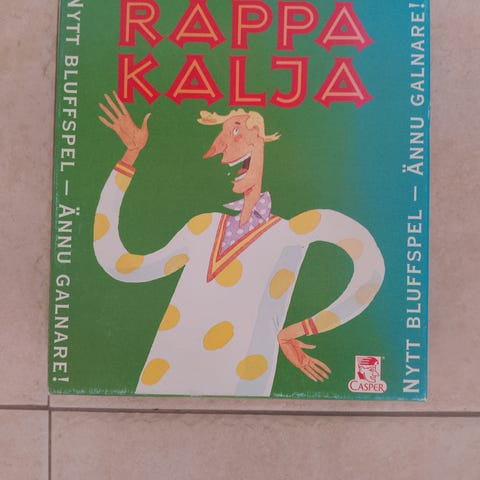 RAPPA
KALJA
NYTT BLUFFSPEL – ÄNNU GALNARE!
NYTT BLUFFSPEL – ÄNNU GALNARE!
CASPER